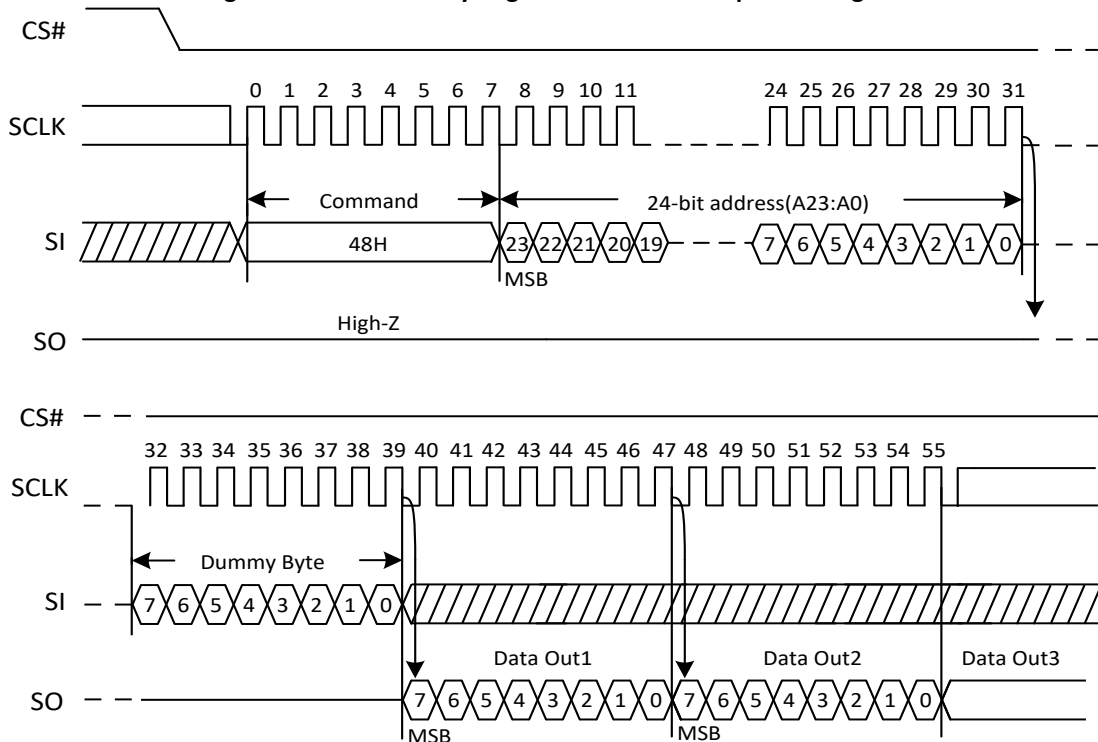 CS#
0 1 2 3 4 5 6 7 8 9 10 11 24 25 26 27 28 29 30 31
SCLK
Command 24-bit address(A23:A0)
SI 48H 23 22 21 20 19 7 6 5 4 3 2 1 0
MSB
High-Z
SO
CS#
32 33 34 35 36 37 38 39 40 41 42 43 44 45 46 47 48 49 50 51 52 53 54 55
SCLK
Dummy Byte
SI 7 6 5 4 3 2 1 0
Data Out1 Data Out2 Data Out3
SO 7 6 5 4 3 2 1 0 7 6 5 4 3 2 1 0
MSB MSB